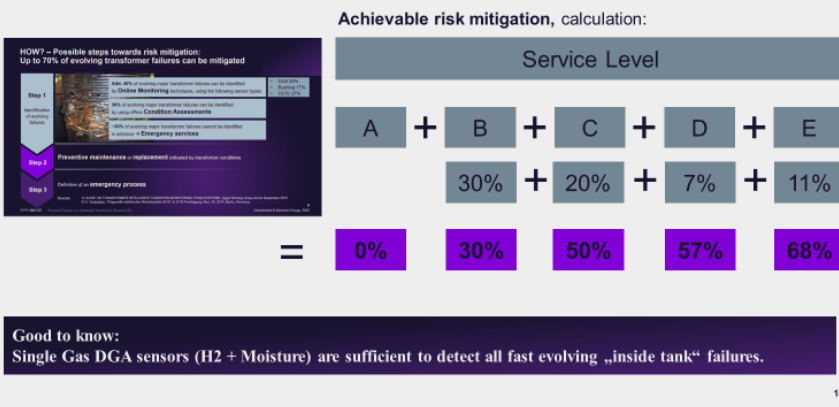 Achievable risk mitigation, calculation:
HOW? – Possible steps towards risk mitigation:
Up to 70% of evolving transformer failures can be mitigated
Step 1
Identification
of evolving
failures
Add. 40% of evolving major transformer failures can be identified
by Online Monitoring techniques, using the following sensor types:
• DGA
• Bushing 17%
• OLTC
30% of evolving major transformer failures can be identified
by using offline Condition Assessments
~30% of evolving major transformer failures cannot be identified
in advance → Emergency services
Step 2
Preventive maintenance or replacement indicated by transformer conditions
Step 3
Definition of an emergency process
Service Level
A + B + C + D + E
30% + 20% + 7% + 11%
= 0% 30% 50% 57% 68%
Good to know:
Single Gas DGA sensors (H2 + Moisture) are sufficient to detect all fast evolving „inside tank“ failures.